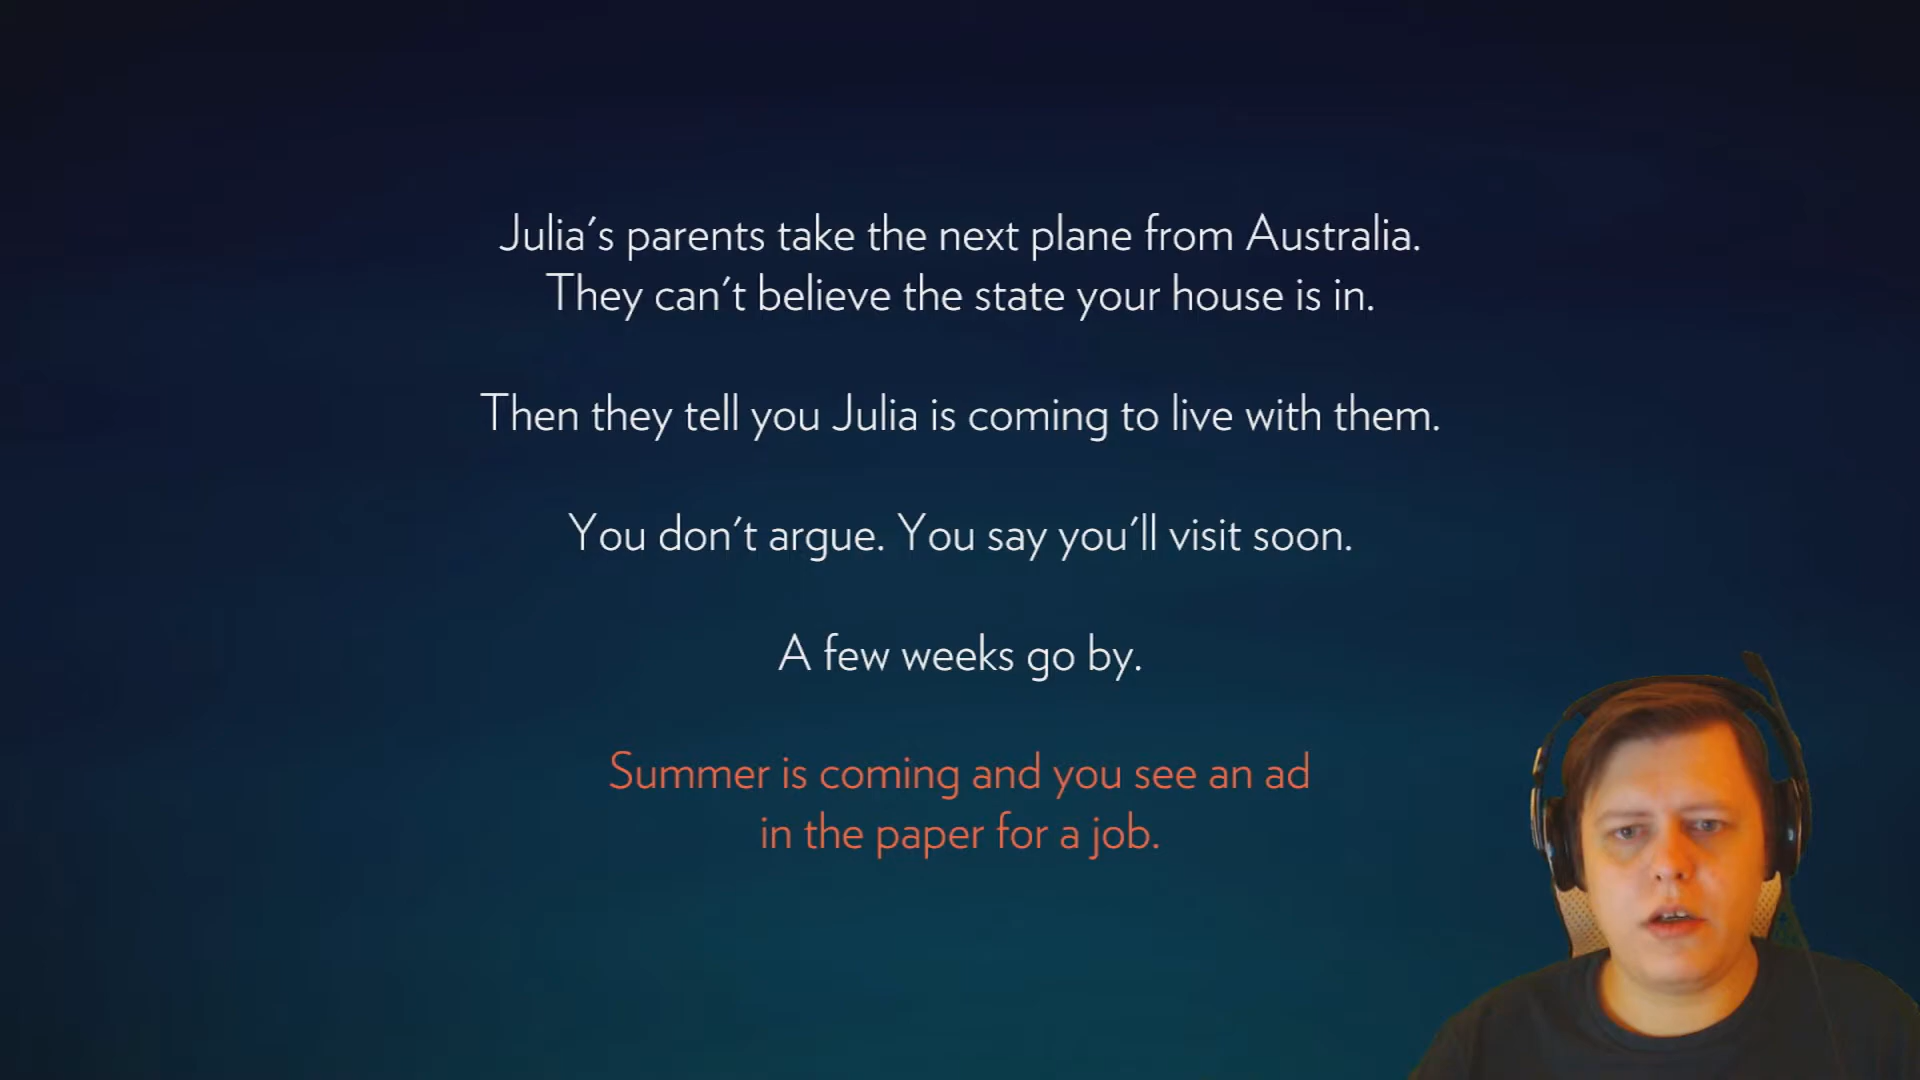 Julia's parents take the next plane from Australia.
They can't believe the state your house is in.
Then they tell you Julia is coming to live with them.
You don't argue. You say you'll visit soon.
A few weeks go by.
Summer is coming and you see an ad
in the paper for a job.